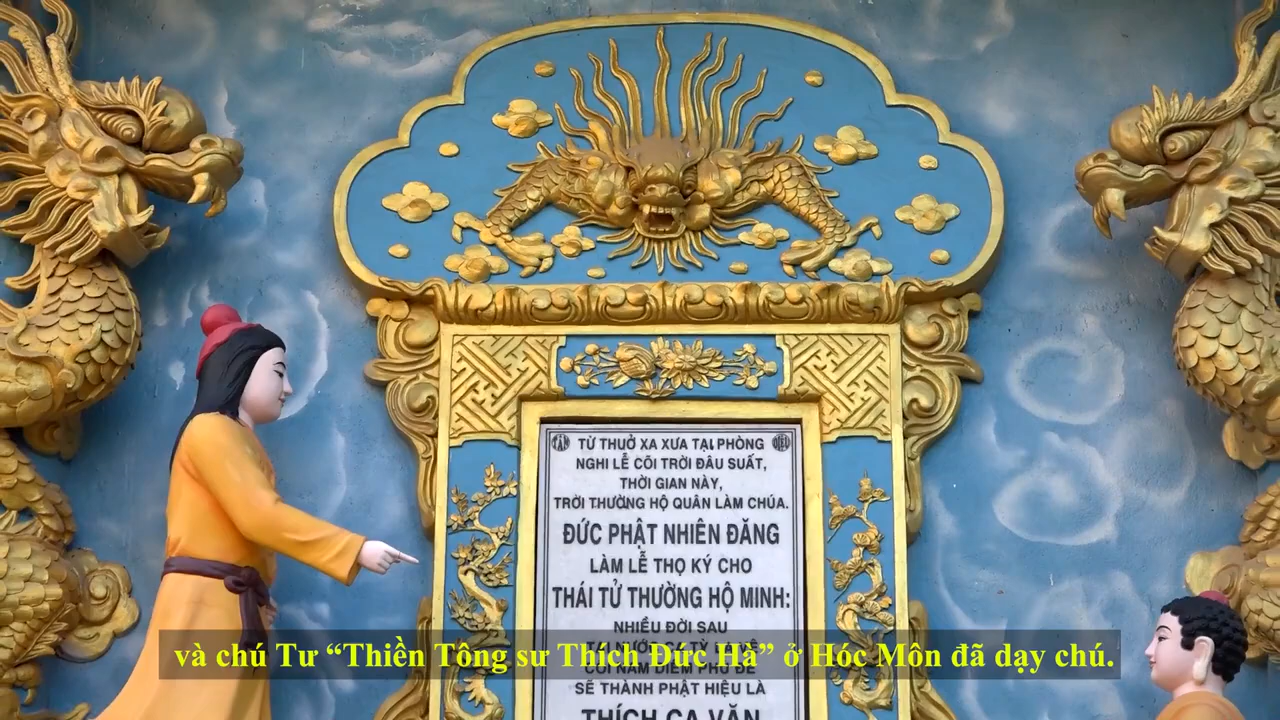 TÂN DIỆU
TỪ THUỞ XA XƯA TẠI PHÒNG
NGHI LỄ CÕI TRỜI ĐÂU SUẤT,
THỜI GIAN NÀY,
TRỜI THƯỜNG HỘ QUÂN LÀM CHÚA.
ĐỨC PHẬT NHIÊN ĐĂNG
LÀM LỄ THỌ KÝ CHO
THÁI TỬ THƯỜNG HỘ MINH:
NHIỀU ĐỜI SAU
và chú Tư “Thiền Tông sư Thích Đức Hà” ở Hóc Môn đã dạy chú.
SẼ THÀNH PHẬT HIỆU LÀ
THÍCH CA VĂN